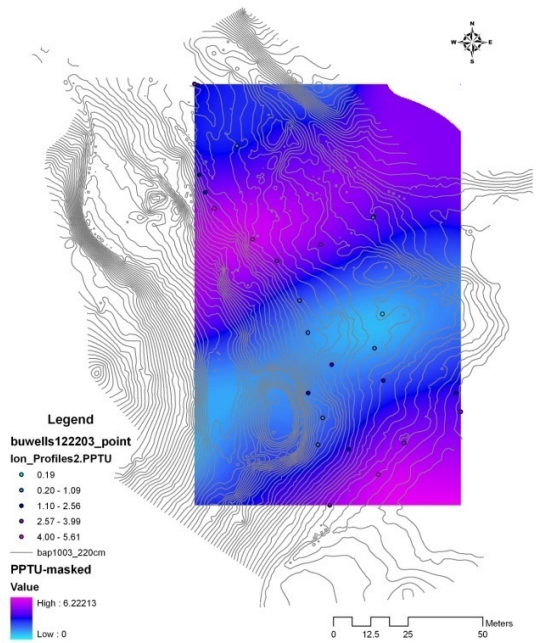 N
W E
S
Legend
buwells122203_point
Ion_Profiles2.PPTU
0.19
0.20 - 1.09
1.10 - 2.56
2.57 - 3.99
4.00 - 5.61
bap1003_220cm
PPTU-masked
Value
High : 6.22213
Low : 0
Meters
0 12.5 25 50